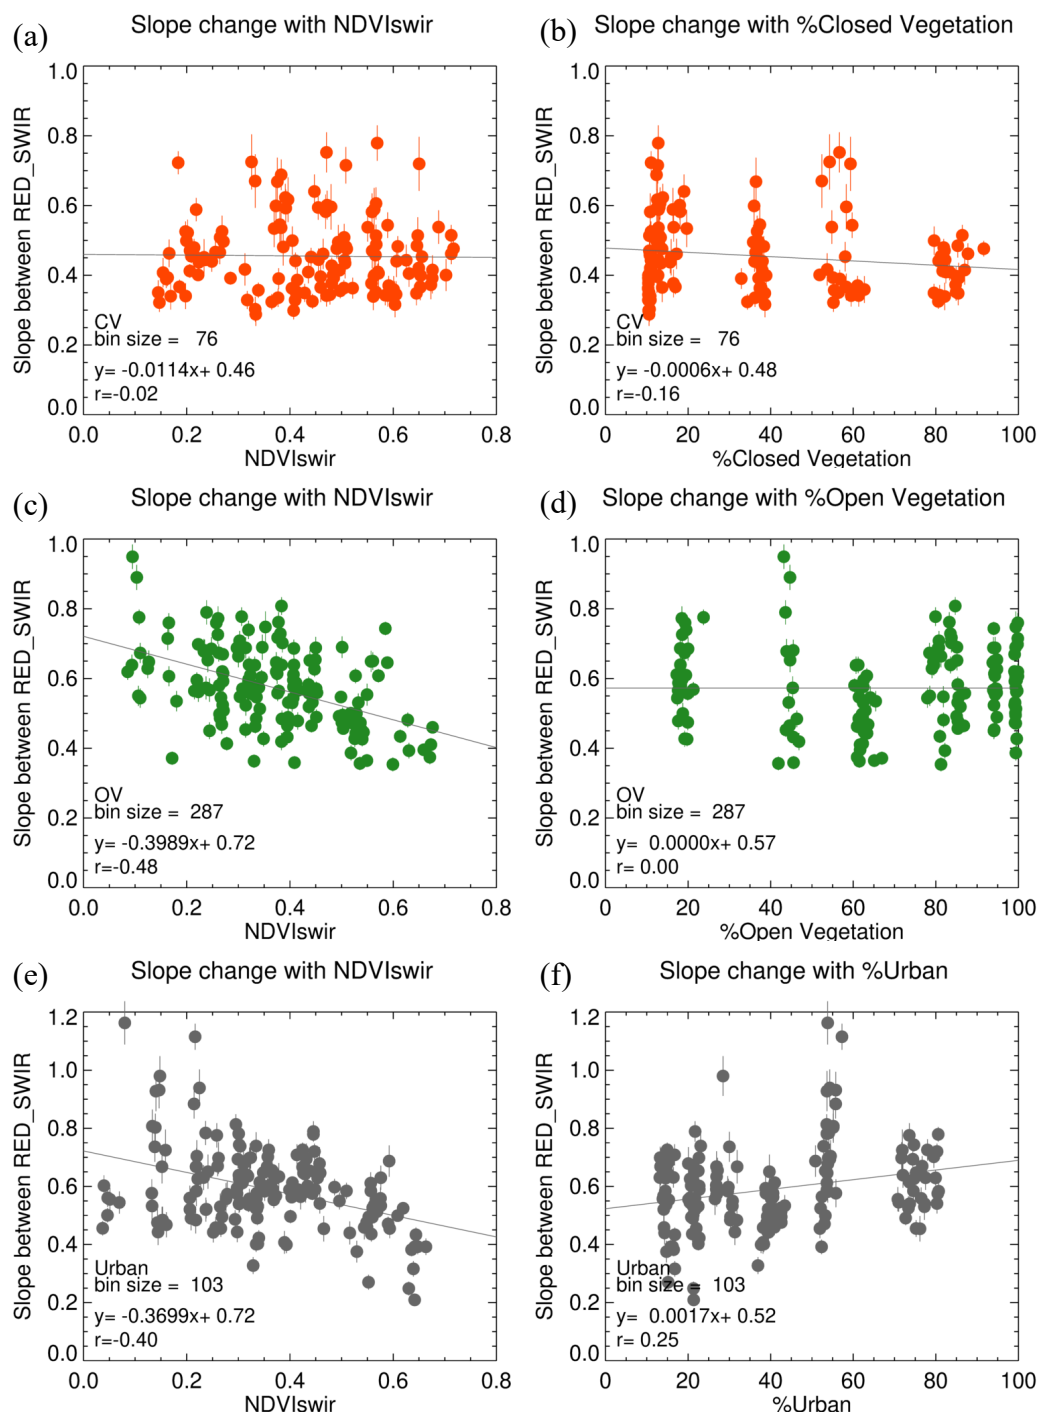 (a) Slope change with NDVIswir
Slope between RED_SWIR
1.0
0.8
0.6
0.4
0.2
0.0
CV
bin size = 76
y= -0.0114x+ 0.46
r=-0.02
0.0 0.2 0.4 0.6 0.8
NDVIswir
(b) Slope change with %Closed Vegetation
Slope between RED_SWIR
1.0
0.8
0.6
0.4
0.2
0.0
CV
bin size = 76
y= -0.0006x+ 0.48
r=-0.16
0 20 40 60 80 100
%Closed Vegetation
(c) Slope change with NDVIswir
Slope between RED_SWIR
1.0
0.8
0.6
0.4
0.2
0.0
OV
bin size = 287
y= -0.3989x+ 0.72
r=-0.48
0.0 0.2 0.4 0.6 0.8
NDVIswir
(d) Slope change with %Open Vegetation
Slope between RED_SWIR
1.0
0.8
0.6
0.4
0.2
0.0
OV
bin size = 287
y= 0.0000x+ 0.57
r= 0.00
0 20 40 60 80 100
%Open Vegetation
(e) Slope change with NDVIswir
Slope between RED_SWIR
1.2
1.0
0.8
0.6
0.4
0.2
0.0
Urban
bin size = 103
y= -0.3699x+ 0.72
r=-0.40
0.0 0.2 0.4 0.6 0.8
NDVIswir
(f) Slope change with %Urban
Slope between RED_SWIR
1.2
1.0
0.8
0.6
0.4
0.2
0.0
Urban
bin size = 103
y= 0.0017x+ 0.52
r= 0.25
0 20 40 60 80 100
%Urban